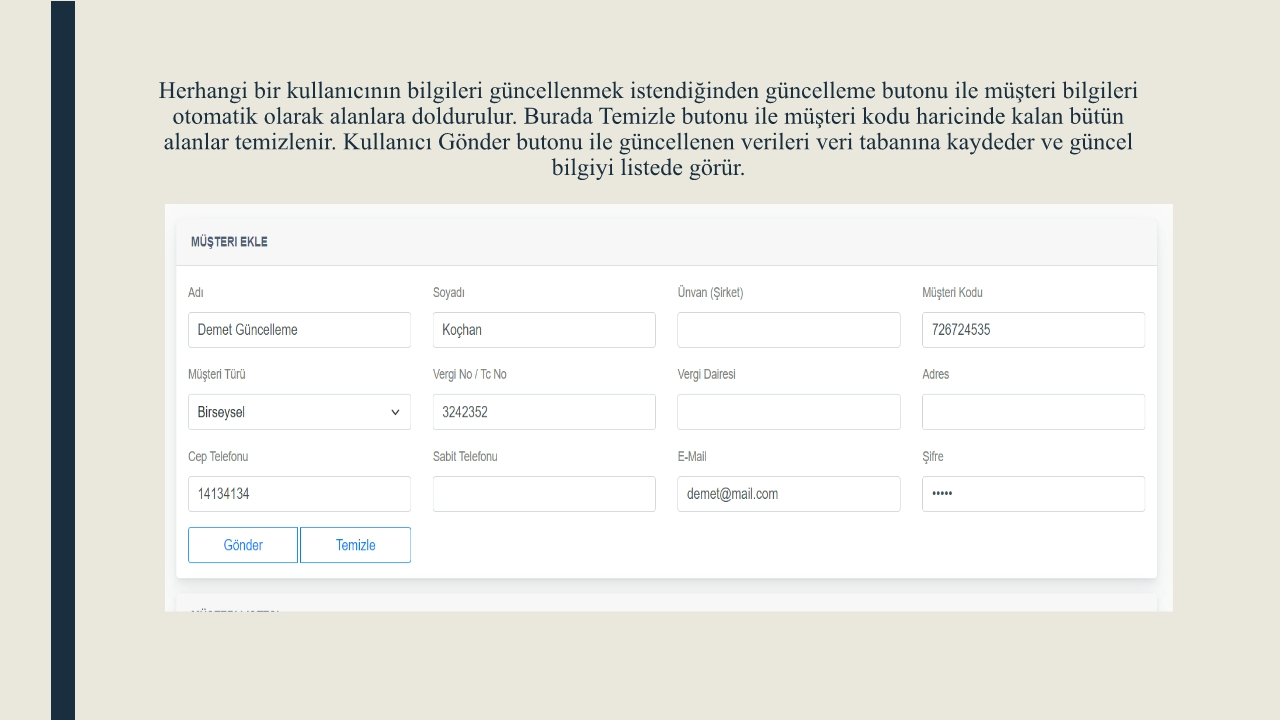 Herhangi bir kullanıcının bilgileri güncellenmek istendiğinden güncelleme butonu ile müşteri bilgileri
otomatik olarak alanlara doldurulur. Burada Temizle butonu ile müşteri kodu haricinde kalan bütün
alanlar temizlenir. Kullanıcı Gönder butonu ile güncellenen verileri veri tabanına kaydeder ve güncel
bilgiyi listede görür.
MÜŞTERI EKLE
Adı Soyadı Ünvan (Şirket) Müşteri Kodu
Demet Güncelleme Koçhan 726724535
Müşteri Türü Vergi No / Tc No Vergi Dairesi Adres
Birseysel 3242352
Cep Telefonu Sabit Telefonu E-Mail Şifre
14134134 demet@mail.com •••••
Gönder Temizle